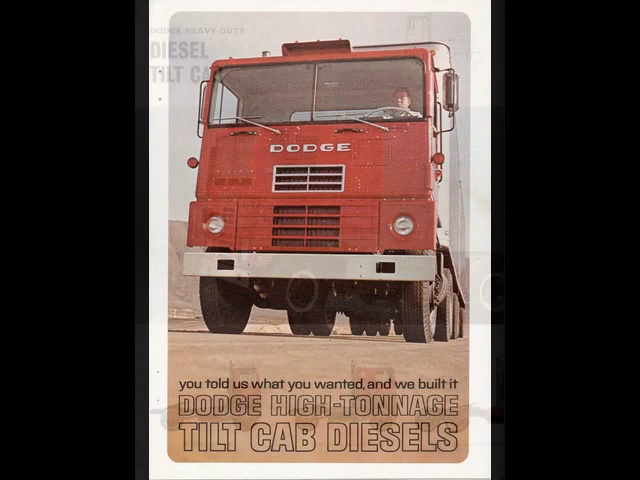 DODGE HEAVY-DUTY
DIESEL
TILT CAB
DODGE
you told us what you wanted, and we built it
DODGE HIGH-TONNAGE
TILT CAB DIESELS